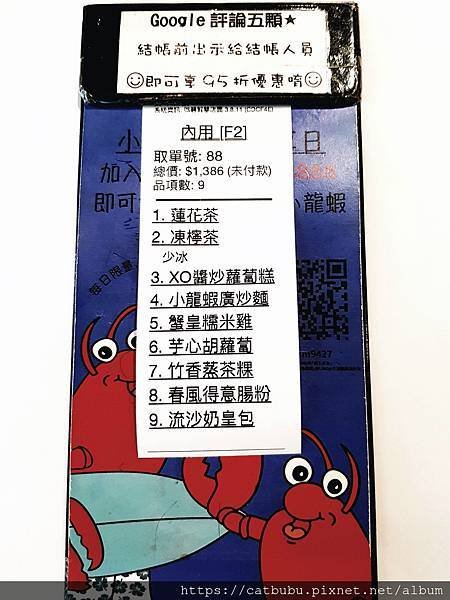 Google 評論五顆★
結帳前出示給結帳人員
☺即可享 95折優惠唷☺
內用 [F2]
取單號: 88
總價: $1,386 (未付款)
品項數: 9
1. 蓮花茶
2. 凍檸茶
少冰
3. XO醬炒蘿蔔糕
4. 小龍蝦廣炒麵
5. 蟹皇糯米雞
6. 芋心胡蘿蔔
7. 竹香蒸茶粿
8. 春風得意腸粉
9. 流沙奶皇包
小 日
加入
即可 小龍蝦
每日限量
https://catbubu.pixnet.net/album